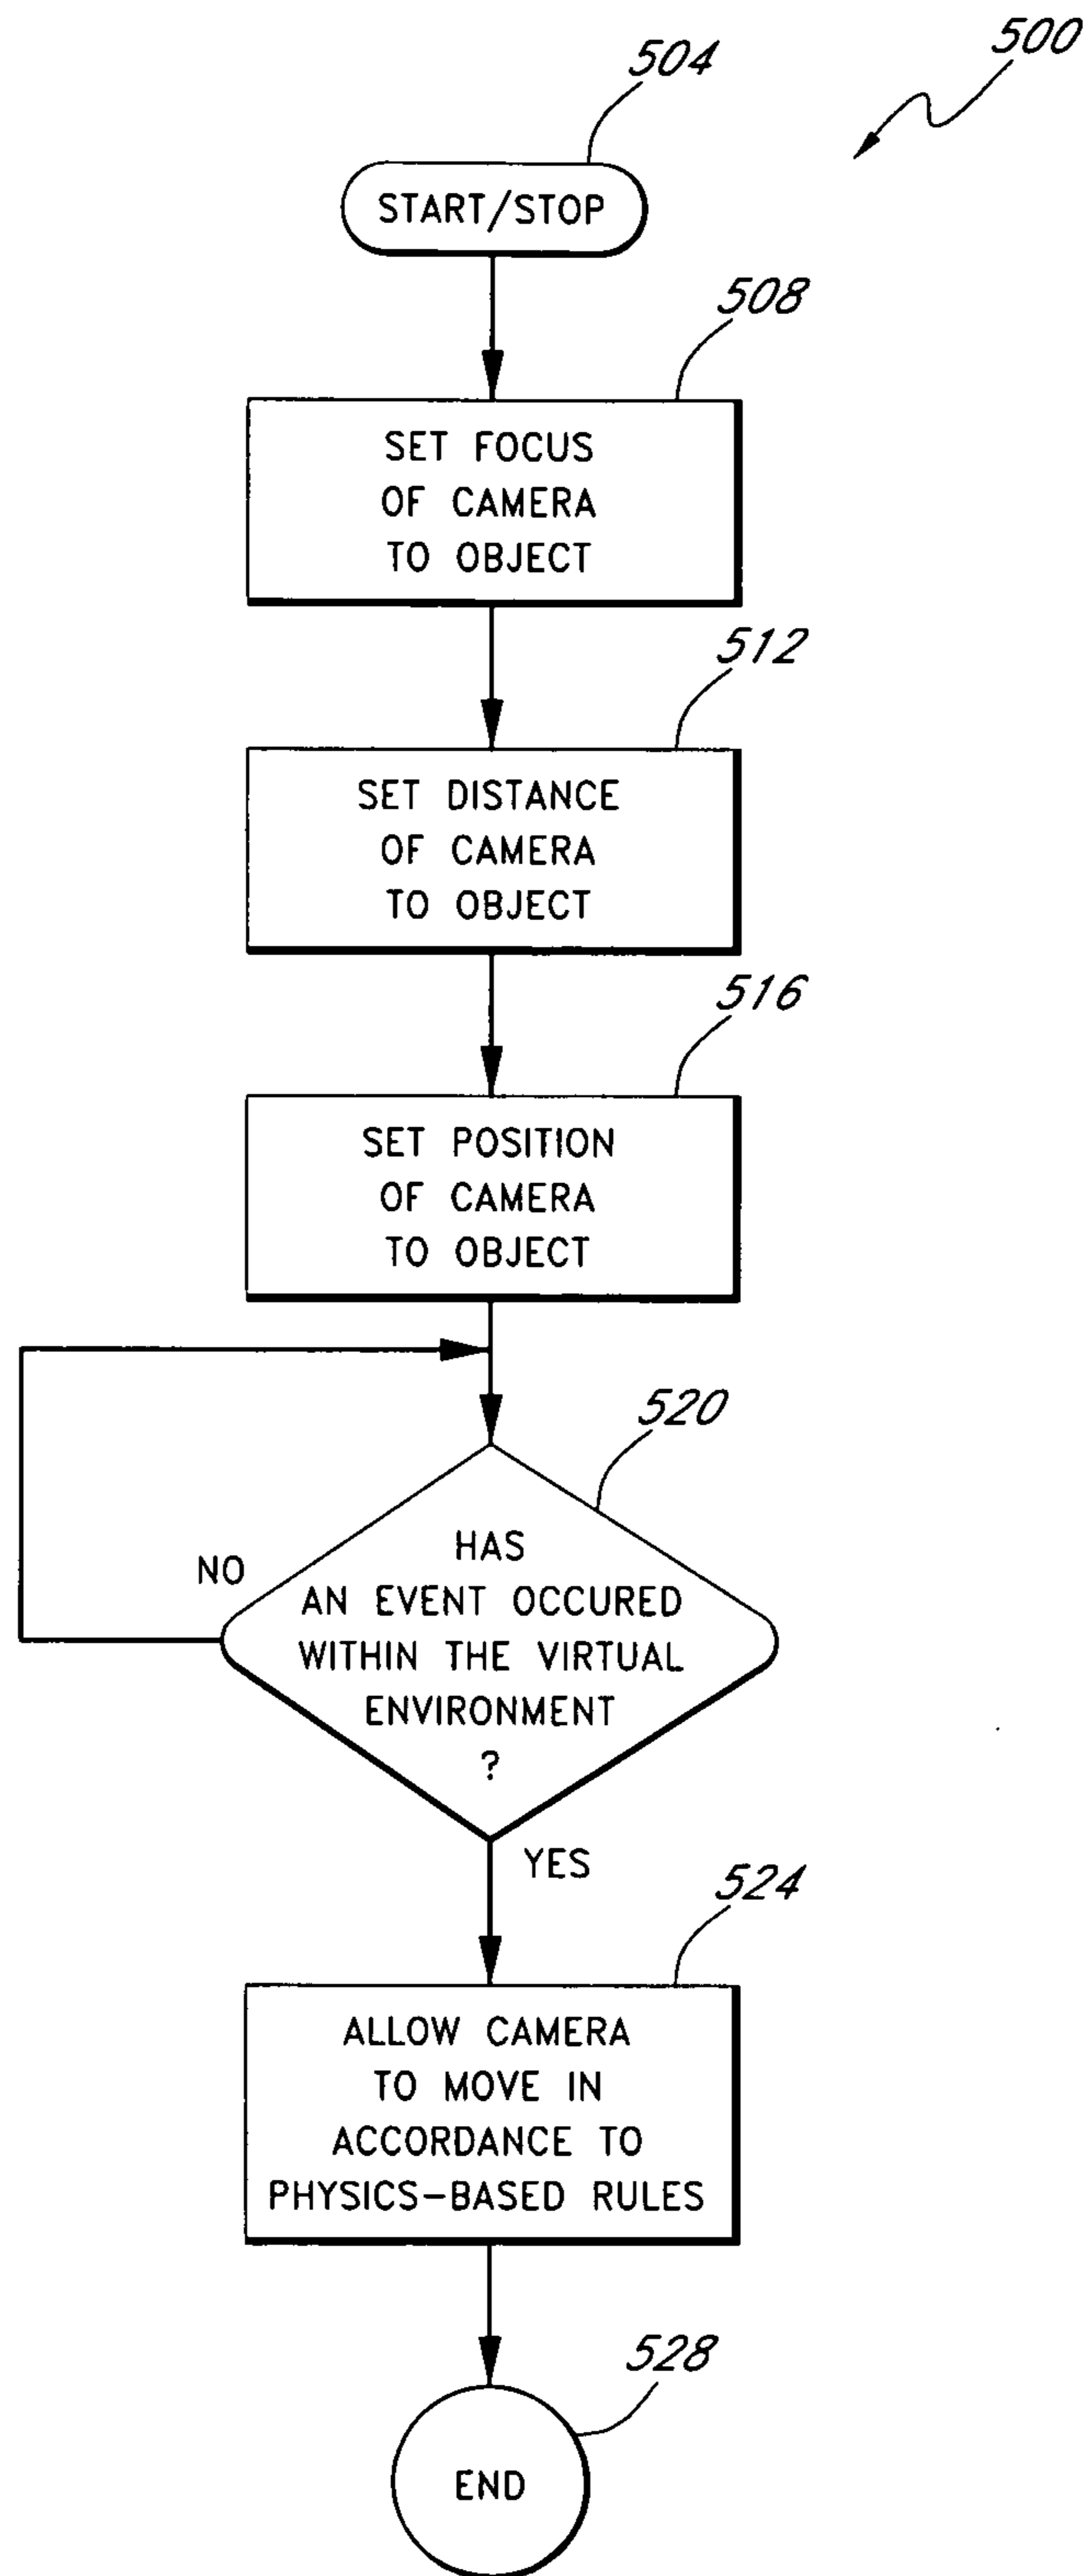 500
504
START/STOP
508
SET FOCUS
OF CAMERA
TO OBJECT
512
SET DISTANCE
OF CAMERA
TO OBJECT
516
SET POSITION
OF CAMERA
TO OBJECT
520
HAS
AN EVENT OCCURED
WITHIN THE VIRTUAL
ENVIRONMENT
?
NO
YES
524
ALLOW CAMERA
TO MOVE IN
ACCORDANCE TO
PHYSICS-BASED RULES
528
END